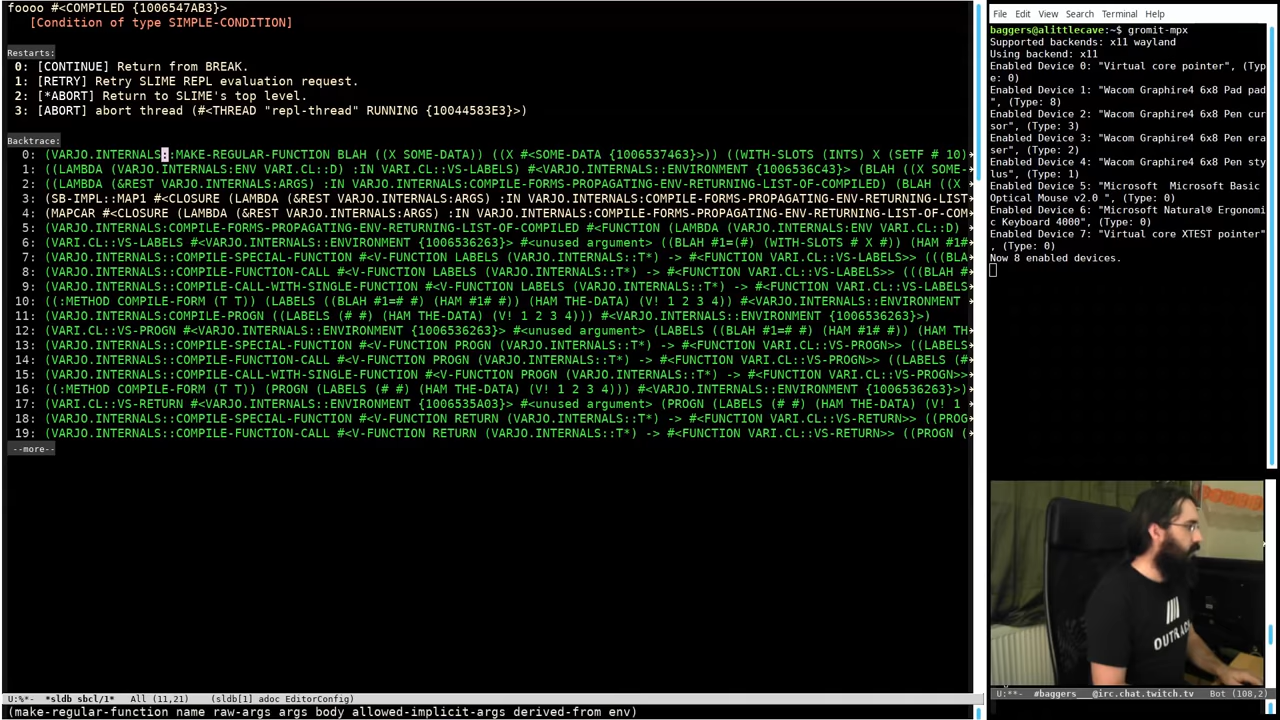 foooo #<COMPILED {1006547AB3}>
[Condition of type SIMPLE-CONDITION]
Restarts:
0: [CONTINUE] Return from BREAK.
1: [RETRY] Retry SLIME REPL evaluation request.
2: [*ABORT] Return to SLIME's top level.
3: [ABORT] abort thread (#<THREAD "repl-thread" RUNNING {10044583E3}>)
Backtrace:
0: (VARJO.INTERNALS::MAKE-REGULAR-FUNCTION BLAH ((X SOME-DATA)) ((X #<SOME-DATA {1006537463}>)) ((WITH-SLOTS (INTS) X (SETF # 10)
1: ((LAMBDA (VARJO.INTERNALS:ENV VARI.CL::D) :IN VARI.CL::VS-LABELS) #<VARJO.INTERNALS::ENVIRONMENT {1006536C43}> (BLAH ((X SOME-
2: ((LAMBDA (&REST VARJO.INTERNALS:ARGS) :IN VARJO.INTERNALS:COMPILE-FORMS-PROPAGATING-ENV-RETURNING-LIST-OF-COMPILED) (BLAH ((X
3: (SB-IMPL::MAP1 #<CLOSURE (LAMBDA (&REST VARJO.INTERNALS:ARGS) :IN VARJO.INTERNALS:COMPILE-FORMS-PROPAGATING-ENV-RETURNING-LIST
4: (MAPCAR #<CLOSURE (LAMBDA (&REST VARJO.INTERNALS:ARGS) :IN VARJO.INTERNALS:COMPILE-FORMS-PROPAGATING-ENV-RETURNING-LIST-OF-COM
5: (VARJO.INTERNALS:COMPILE-FORMS-PROPAGATING-ENV-RETURNING-LIST-OF-COMPILED #<FUNCTION (LAMBDA (VARJO.INTERNALS:ENV VARI.CL::D)
6: (VARI.CL::VS-LABELS #<VARJO.INTERNALS::ENVIRONMENT {1006536263}> #<unused argument> ((BLAH #1=(#) (WITH-SLOTS # X #)) (HAM #1#
7: (VARJO.INTERNALS::COMPILE-SPECIAL-FUNCTION #<V-FUNCTION LABELS (VARJO.INTERNALS::T*) -> #<FUNCTION VARI.CL::VS-LABELS>> (((BLA
8: (VARJO.INTERNALS::COMPILE-FUNCTION-CALL #<V-FUNCTION LABELS (VARJO.INTERNALS::T*) -> #<FUNCTION VARI.CL::VS-LABELS>> (((BLAH #
9: (VARJO.INTERNALS::COMPILE-CALL-WITH-SINGLE-FUNCTION #<V-FUNCTION LABELS (VARJO.INTERNALS::T*) -> #<FUNCTION VARI.CL::VS-LABELS
10: ((:METHOD COMPILE-FORM (T T)) (LABELS ((BLAH #1=# #) (HAM #1# #)) (HAM THE-DATA) (V! 1 2 3 4)) #<VARJO.INTERNALS::ENVIRONMENT
11: (VARJO.INTERNALS:COMPILE-PROGN ((LABELS (# #) (HAM THE-DATA) (V! 1 2 3 4))) #<VARJO.INTERNALS::ENVIRONMENT {1006536263}>)
12: (VARI.CL::VS-PROGN #<VARJO.INTERNALS::ENVIRONMENT {1006536263}> #<unused argument> (LABELS ((BLAH #1=# #) (HAM #1# #)) (HAM TH
13: (VARJO.INTERNALS::COMPILE-SPECIAL-FUNCTION #<V-FUNCTION PROGN (VARJO.INTERNALS::T*) -> #<FUNCTION VARI.CL::VS-PROGN>> ((LABELS
14: (VARJO.INTERNALS::COMPILE-FUNCTION-CALL #<V-FUNCTION PROGN (VARJO.INTERNALS::T*) -> #<FUNCTION VARI.CL::VS-PROGN>> ((LABELS (#
15: (VARJO.INTERNALS::COMPILE-CALL-WITH-SINGLE-FUNCTION #<V-FUNCTION PROGN (VARJO.INTERNALS::T*) -> #<FUNCTION VARI.CL::VS-PROGN>>
16: ((:METHOD COMPILE-FORM (T T)) (PROGN (LABELS (# #) (HAM THE-DATA) (V! 1 2 3 4))) #<VARJO.INTERNALS::ENVIRONMENT {1006536263}>)
17: (VARI.CL::VS-RETURN #<VARJO.INTERNALS::ENVIRONMENT {1006535A03}> #<unused argument> (PROGN (LABELS (# #) (HAM THE-DATA) (V! 1
18: (VARJO.INTERNALS::COMPILE-SPECIAL-FUNCTION #<V-FUNCTION RETURN (VARJO.INTERNALS::T*) -> #<FUNCTION VARI.CL::VS-RETURN>> ((PROG
19: (VARJO.INTERNALS::COMPILE-FUNCTION-CALL #<V-FUNCTION RETURN (VARJO.INTERNALS::T*) -> #<FUNCTION VARI.CL::VS-RETURN>> ((PROGN (
--more--
U:%*- *sldb sbcl/1* All (11,21) (sldb[1] adoc EditorConfig)
(make-regular-function name raw-args args body allowed-implicit-args derived-from env)
File Edit View Search Terminal Help
baggers@alittlecave:~$ gromit-mpx
Supported backends: x11 wayland
Using backend: x11
Enabled Device 0: "Virtual core pointer", (Typ
e: 0)
Enabled Device 1: "Wacom Graphire4 6x8 Pad pad
", (Type: 8)
Enabled Device 2: "Wacom Graphire4 6x8 Pen cur
sor", (Type: 3)
Enabled Device 3: "Wacom Graphire4 6x8 Pen era
ser", (Type: 2)
Enabled Device 4: "Wacom Graphire4 6x8 Pen sty
lus", (Type: 1)
Enabled Device 5: "Microsoft  Microsoft Basic
Optical Mouse v2.0 ", (Type: 0)
Enabled Device 6: "Microsoft Natural® Ergonomi
c Keyboard 4000", (Type: 0)
Enabled Device 7: "Virtual core XTEST pointer"
, (Type: 0)
Now 8 enabled devices.
U:**- #baggers___@irc.chat.twitch.tv Bot (108,2)